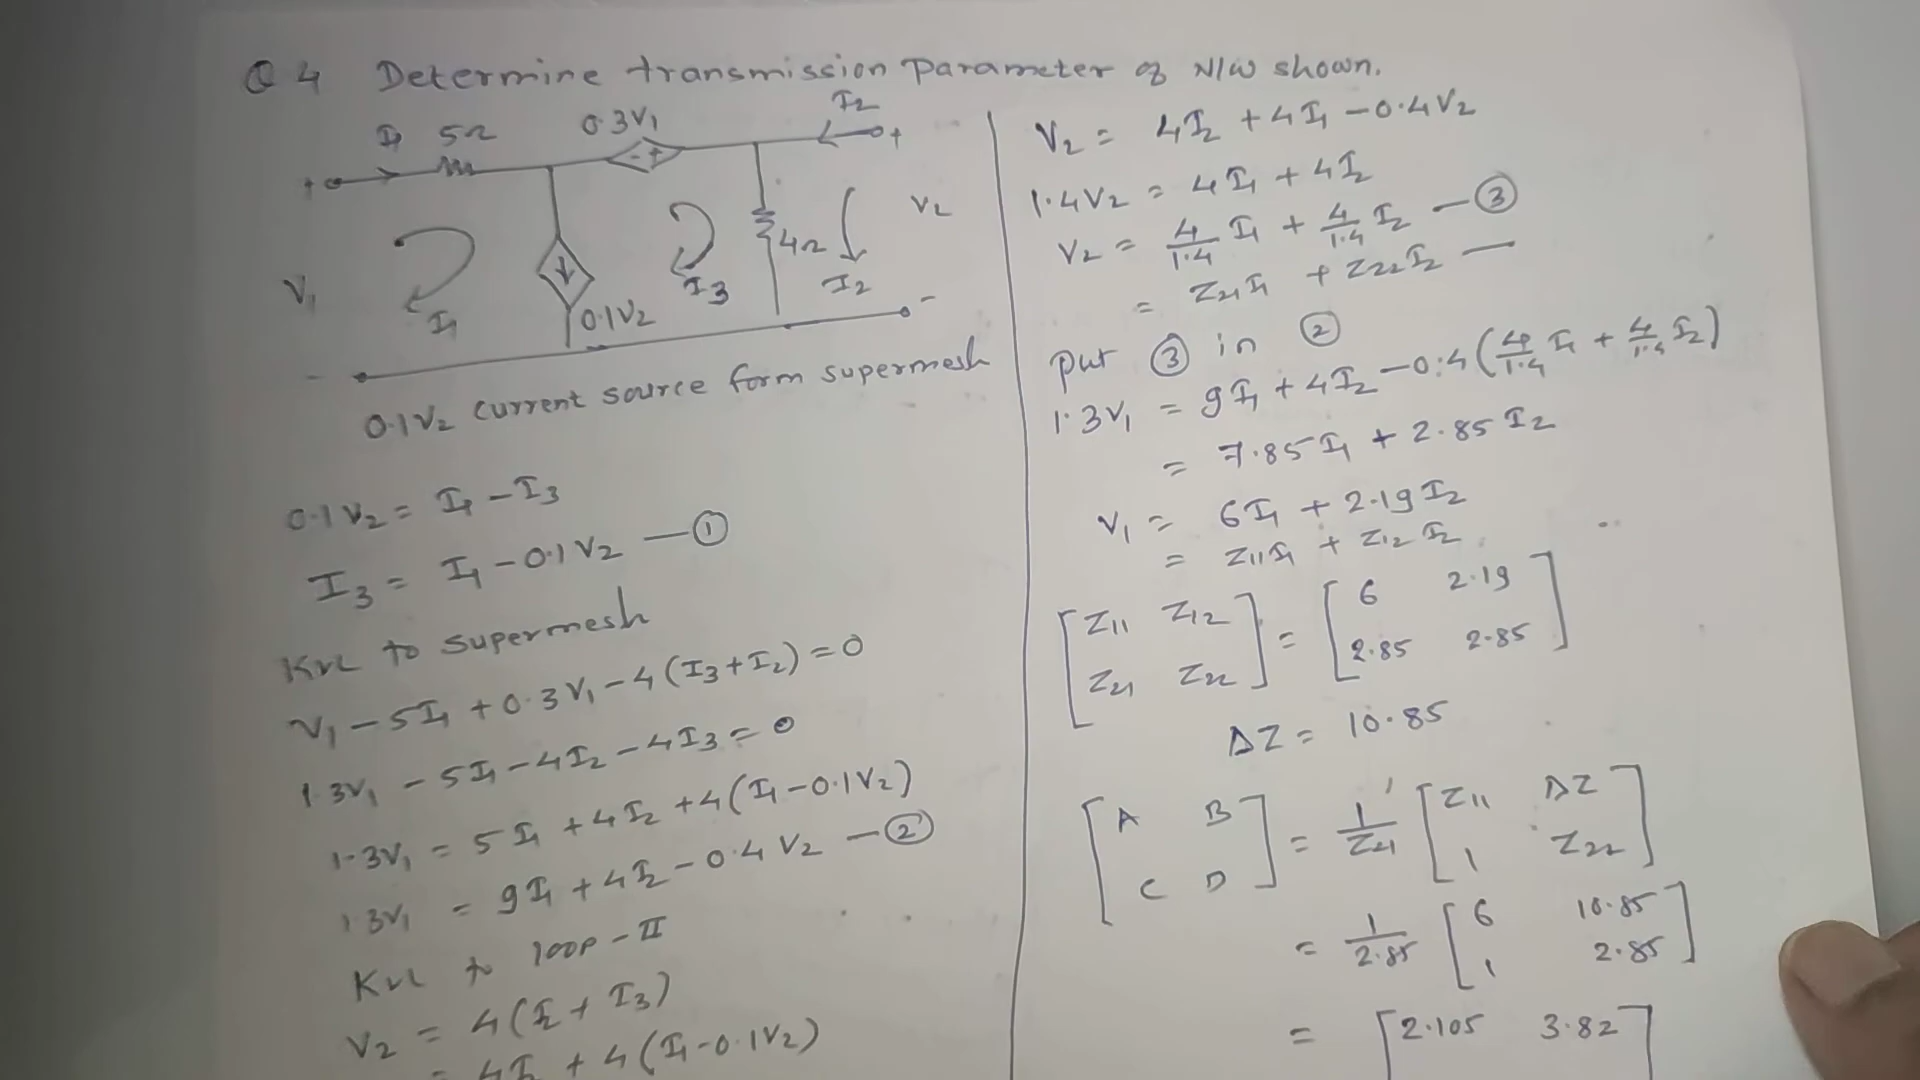 Q 4 Determine transmission Parameter of N/W shown.
I1 5Ω 0.3V1 I2
+ - + +
V1 I1 I3 4Ω I2 V2
0.1V2
- -
0.1V2 current source form supermesh
0.1V2 = I1 - I3
I3 = I1 - 0.1V2 — ①
KVL to supermesh
V1 - 5I1 + 0.3V1 - 4(I3 + I2) = 0
1.3V1 - 5I1 - 4I2 - 4I3 = 0
1.3V1 = 5I1 + 4I2 + 4(I1 - 0.1V2)
1.3V1 = 9I1 + 4I2 - 0.4V2 — ②
KVL to loop-II
V2 = 4(I2 + I3)
= 4I2 + 4(I1 - 0.1V2)
V2 = 4I2 + 4I1 - 0.4V2
1.4V2 = 4I1 + 4I2
V2 = 4/1.4 I1 + 4/1.4 I2 — ③
= Z21I1 + Z22I2 —
Put ③ in ②
1.3V1 = 9I1 + 4I2 - 0.4(4/1.4 I1 + 4/1.4 I2)
= 7.85I1 + 2.85I2
V1 = 6I1 + 2.19I2
= Z11I1 + Z12I2
[Z11 Z12] = [6 2.19]
[Z21 Z22] [2.85 2.85]
ΔZ = 10.85
[A B] = 1/Z21 [Z11 ΔZ]
[C D] [1 Z22]
= 1/2.85 [6 10.85]
[1 2.85]
= [2.105 3.82]